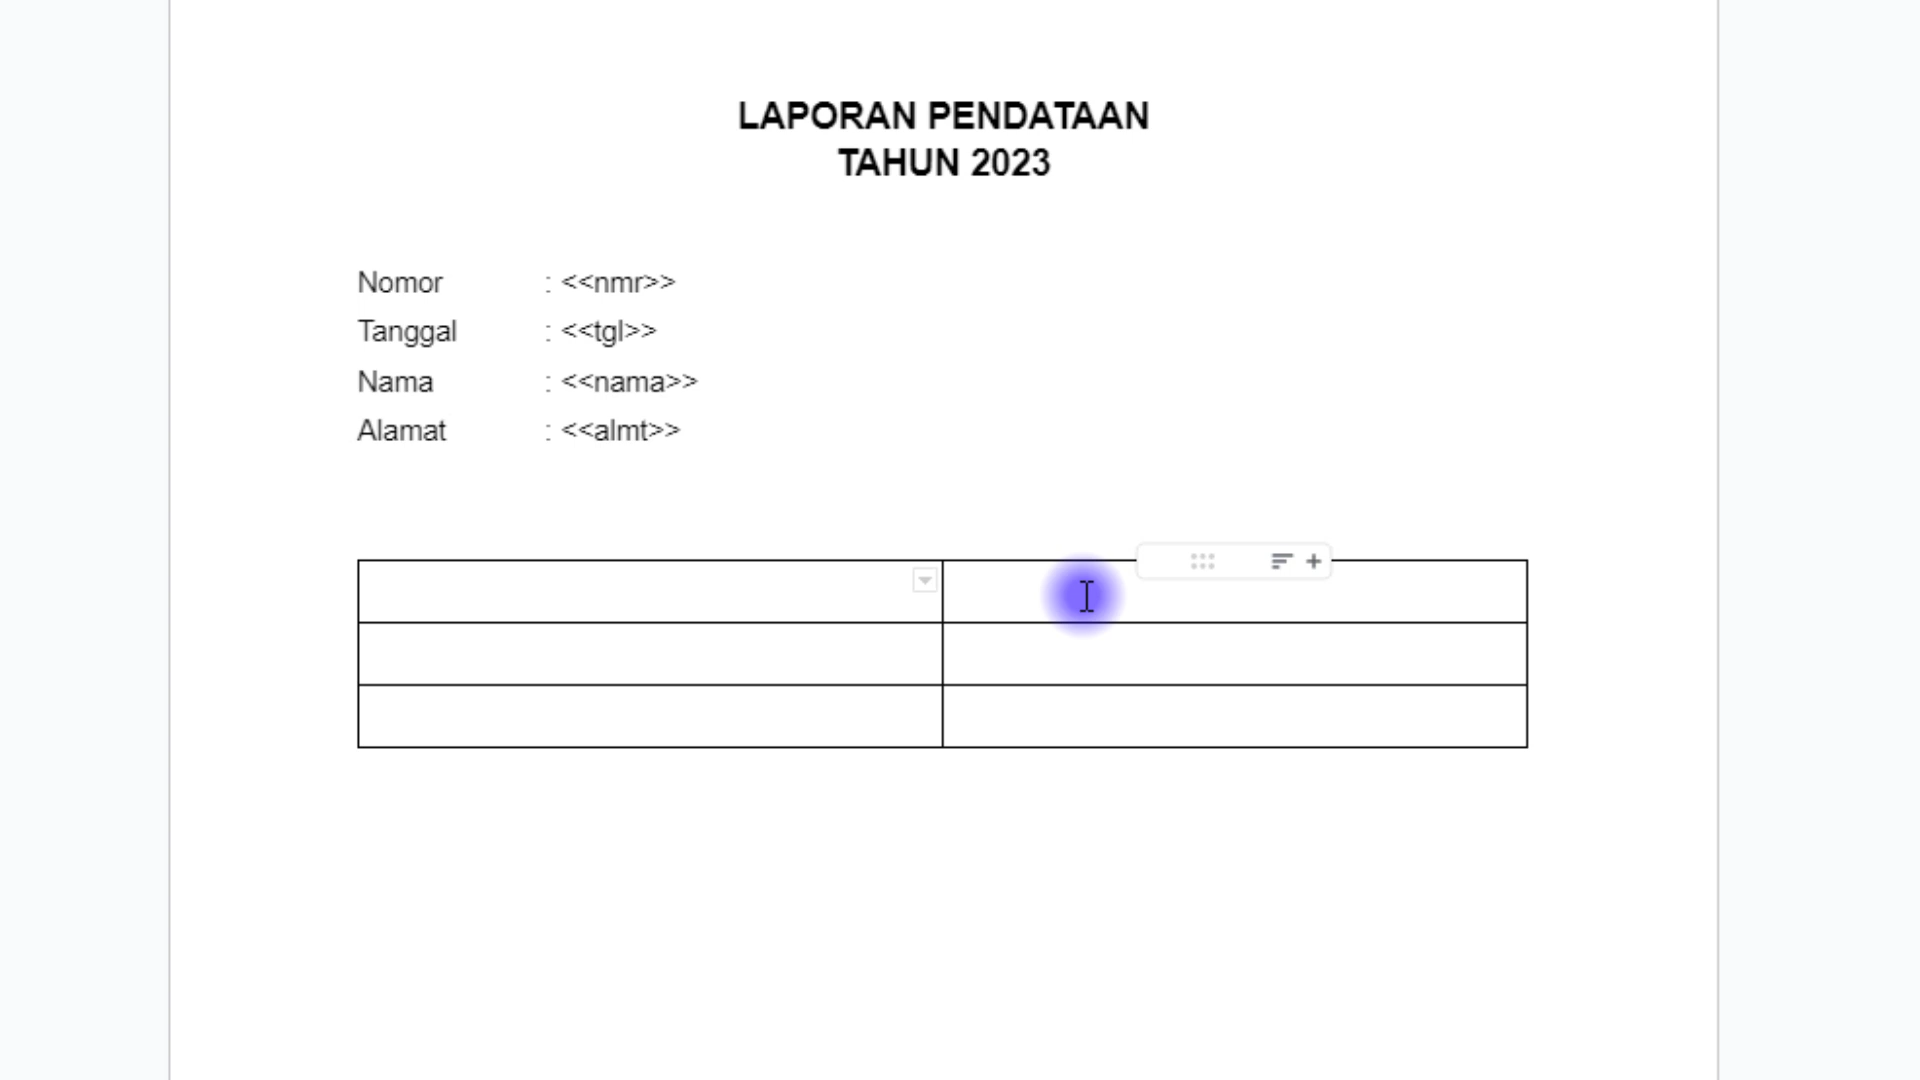 LAPORAN PENDATAAN
TAHUN 2023
Nomor : <<nmr>>
Tanggal : <<tgl>>
Nama : <<nama>>
Alamat : <<almt>>